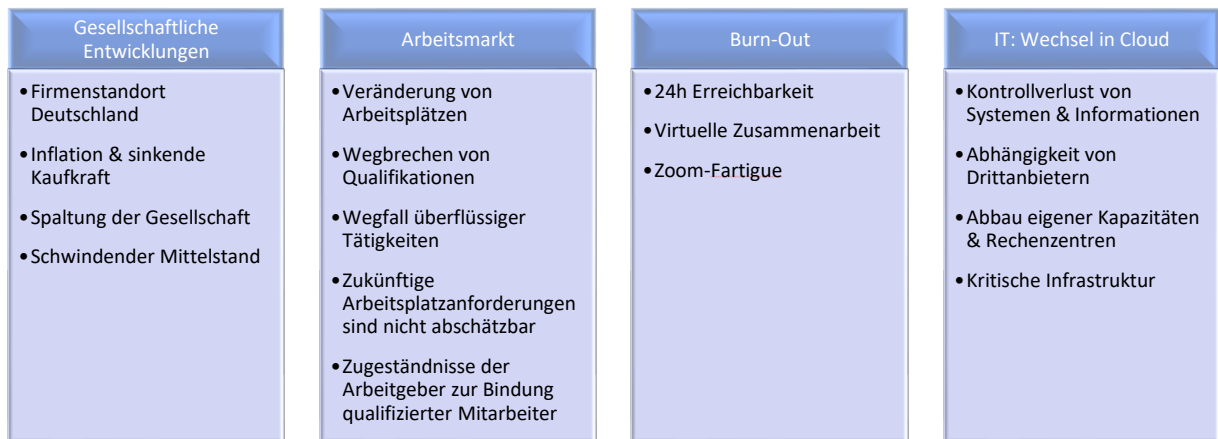 Gesellschaftliche
Entwicklungen
•Firmenstandort
Deutschland
•Inflation & sinkende
Kaufkraft
•Spaltung der Gesellschaft
•Schwindender Mittelstand
Arbeitsmarkt
•Veränderung von
Arbeitsplätzen
•Wegbrechen von
Qualifikationen
•Wegfall überflüssiger
Tätigkeiten
•Zukünftige
Arbeitsplatzanforderungen
sind nicht abschätzbar
•Zugeständnisse der
Arbeitgeber zur Bindung
qualifizierter Mitarbeiter
Burn-Out
•24h Erreichbarkeit
•Virtuelle Zusammenarbeit
•Zoom-Fartigue
IT: Wechsel in Cloud
•Kontrollverlust von
Systemen & Informationen
•Abhängigkeit von
Drittanbietern
•Abbau eigener Kapazitäten
& Rechenzentren
•Kritische Infrastruktur